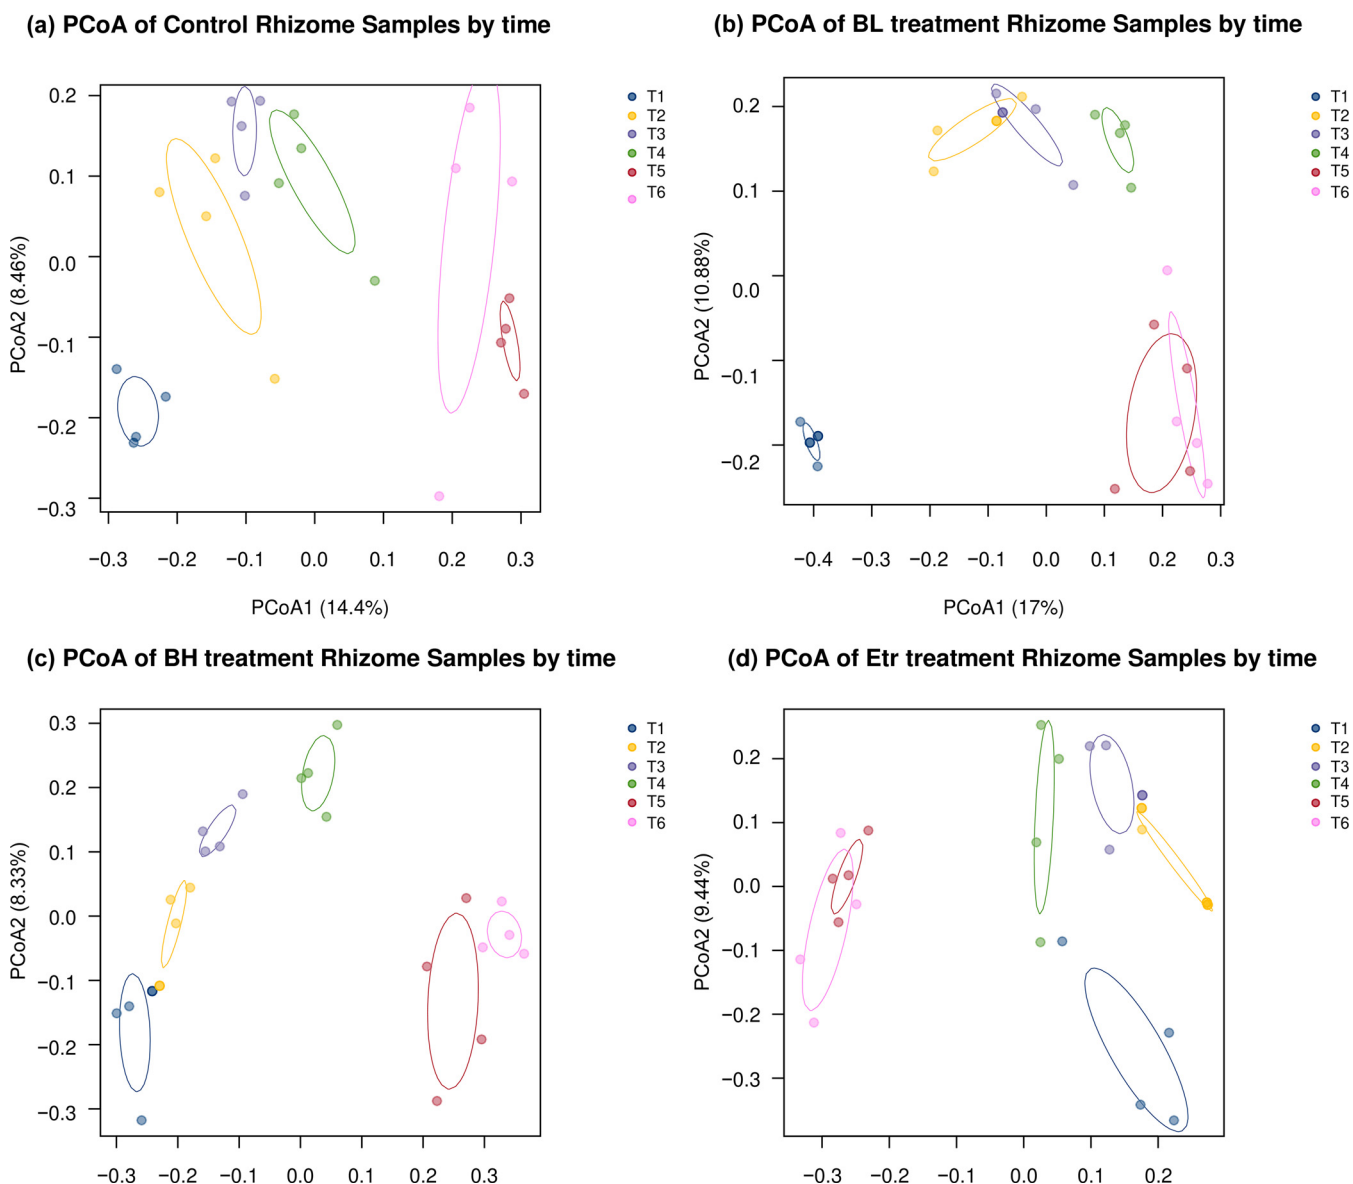 (a) PCoA of Control Rhizome Samples by time
0.2
0.1
0.0
−0.1
−0.2
−0.3
PCoA2 (8.46%)
−0.3 −0.2 −0.1 0.0 0.1 0.2 0.3
PCoA1 (14.4%)
T1
T2
T3
T4
T5
T6
(b) PCoA of BL treatment Rhizome Samples by time
0.2
0.1
0.0
−0.1
−0.2
PCoA2 (10.88%)
−0.4 −0.3 −0.2 −0.1 0.0 0.1 0.2 0.3
PCoA1 (17%)
T1
T2
T3
T4
T5
T6
(c) PCoA of BH treatment Rhizome Samples by time
0.3
0.2
0.1
0.0
−0.1
−0.2
−0.3
PCoA2 (8.33%)
−0.3 −0.2 −0.1 0.0 0.1 0.2 0.3
T1
T2
T3
T4
T5
T6
(d) PCoA of Etr treatment Rhizome Samples by time
0.2
0.1
0.0
−0.1
−0.2
−0.3
PCoA2 (9.44%)
−0.3 −0.2 −0.1 0.0 0.1 0.2
T1
T2
T3
T4
T5
T6